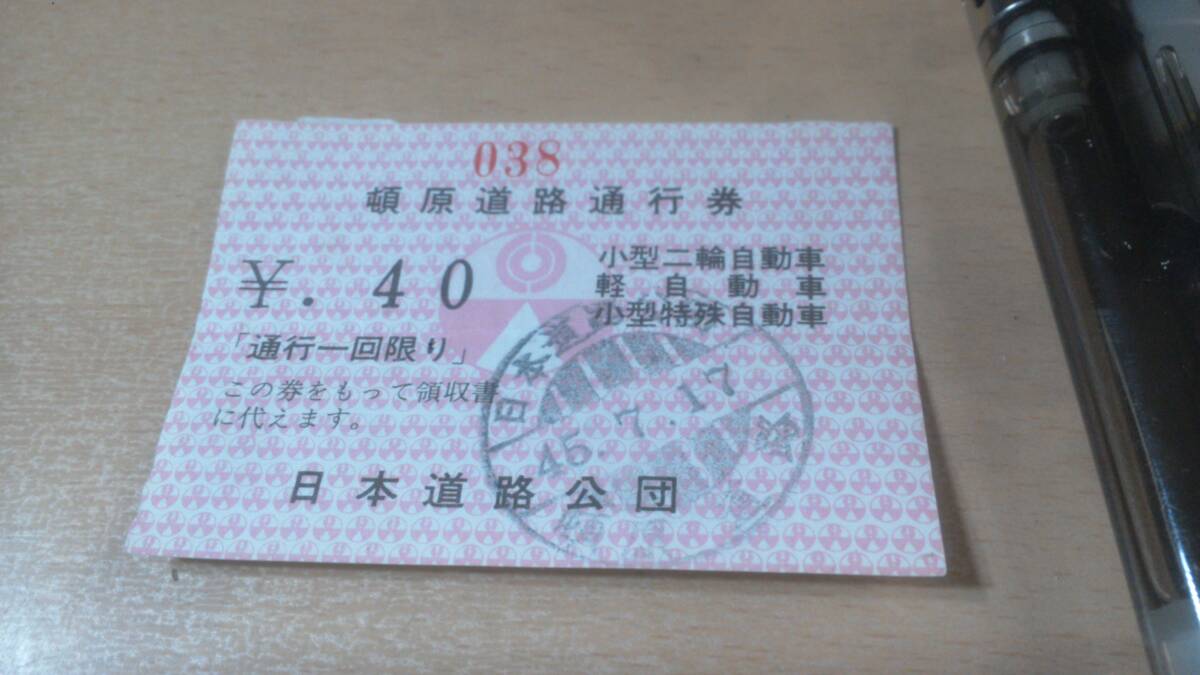 038
頓原道路通行券
¥.40
小型二輪自動車
軽自動車
小型特殊自動車
「通行一回限り」
この券をもって領収書
に代えます。
日本道路公団
日本道
45.7.17